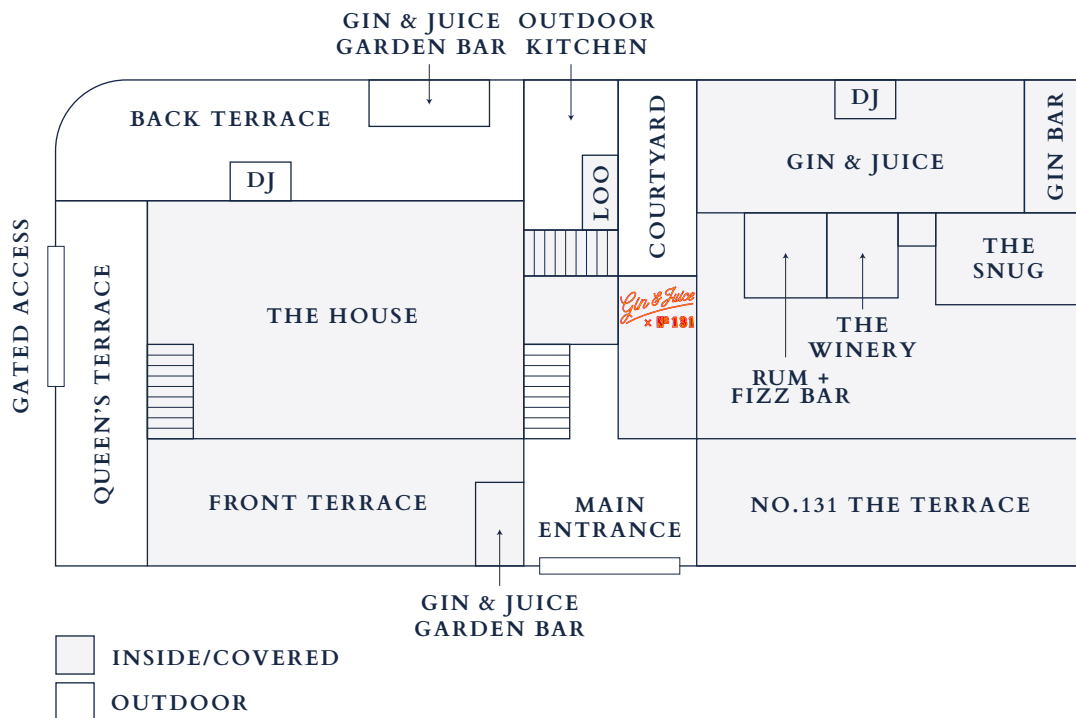 GIN & JUICE
GARDEN BAR
OUTDOOR
KITCHEN
BACK TERRACE
DJ
LOO
COURTYARD
DJ
GIN & JUICE
GIN BAR
GATED ACCESS
QUEEN'S TERRACE
THE HOUSE
Gin & Juice
× Nº 131
THE
SNUG
THE
WINERY
RUM +
FIZZ BAR
FRONT TERRACE
MAIN
ENTRANCE
NO.131 THE TERRACE
GIN & JUICE
GARDEN BAR
INSIDE/COVERED
OUTDOOR